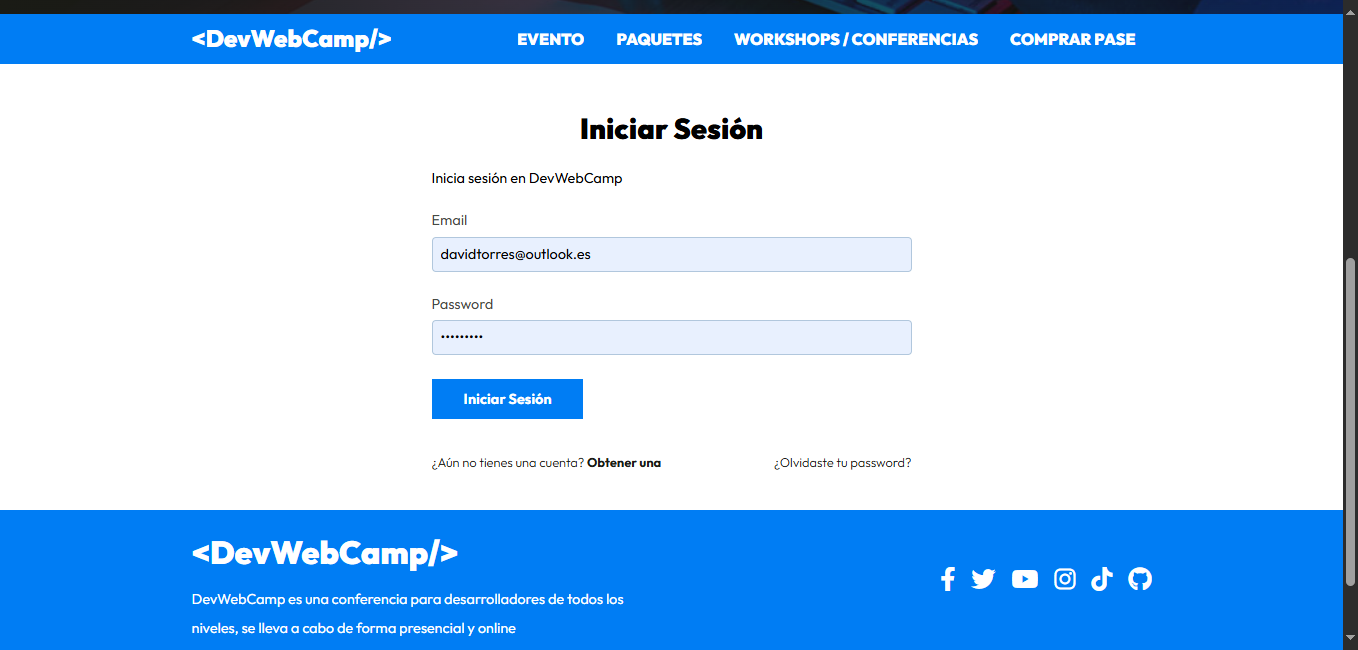 <DevWebCamp/> EVENTO PAQUETES WORKSHOPS / CONFERENCIAS COMPRAR PASE
Iniciar Sesión
Inicia sesión en DevWebCamp
Email
davidtorres@outlook.es
Password
•••••••••
Iniciar Sesión
¿Aún no tienes una cuenta? Obtener una ¿Olvidaste tu password?
<DevWebCamp/>
DevWebCamp es una conferencia para desarrolladores de todos los
niveles, se lleva a cabo de forma presencial y online